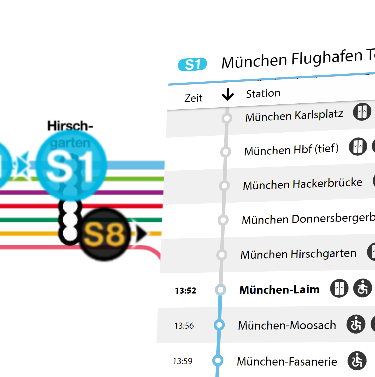 Hirsch-
garten
S1
S8
S1 München Flughafen T
Zeit Station
München Karlsplatz
München Hbf (tief)
München Hackerbrücke
München Donnersbergerb
München Hirschgarten
13:52 München-Laim
13:56 München-Moosach
13:59 München-Fasanerie